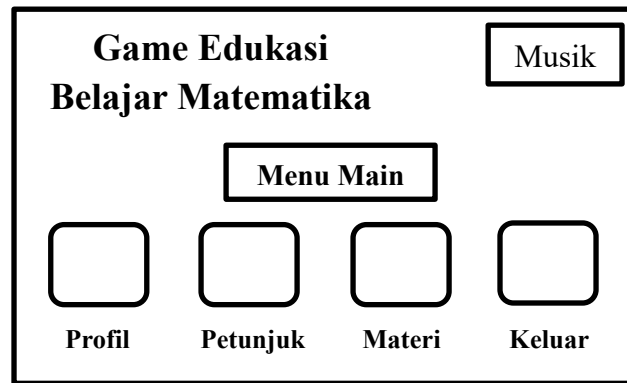 Game Edukasi
Belajar Matematika
Musik
Menu Main
Profil
Petunjuk
Materi
Keluar